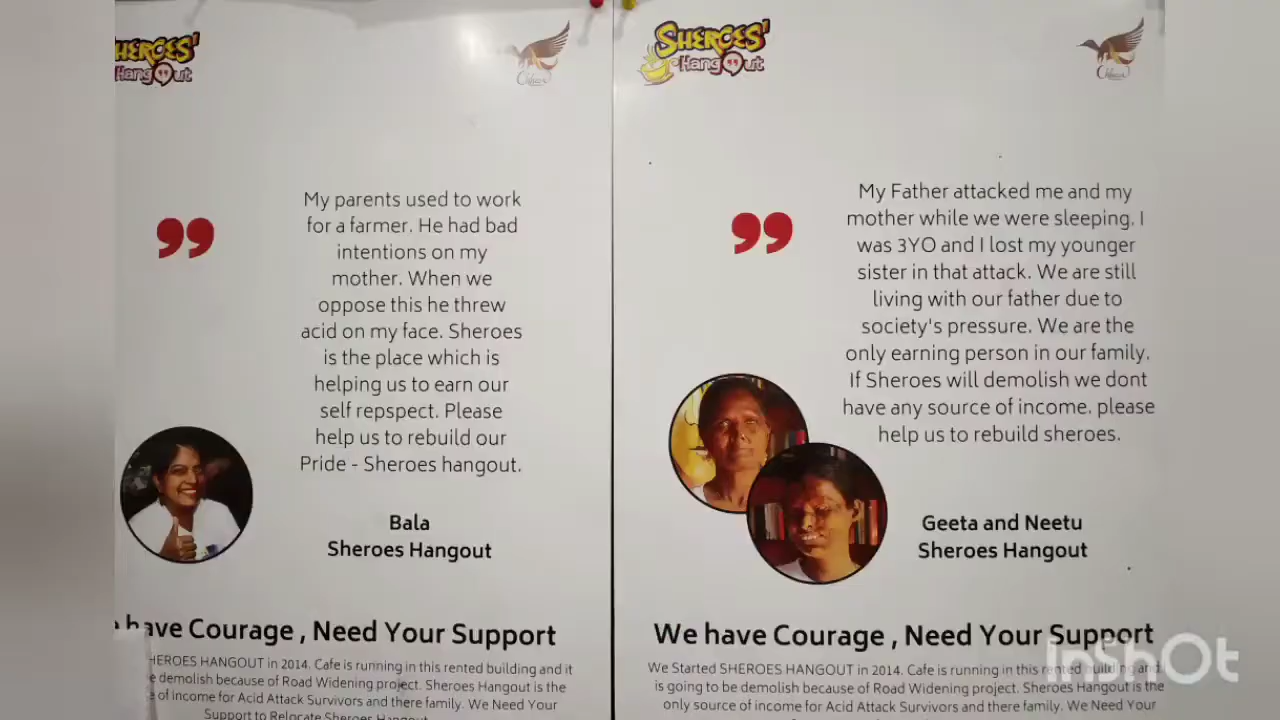 HEROES'
Hang Out
My parents used to work
for a farmer. He had bad
intentions on my
mother. When we
oppose this he threw
acid on my face. Sheroes
is the place which is
helping us to earn our
self repspect. Please
help us to rebuild our
Pride - Sheroes hangout.
Bala
Sheroes Hangout
have Courage , Need Your Support
HEROES HANGOUT in 2014. Cafe is running in this rented building and it
demolish because of Road Widening project. Sheroes Hangout is the
of income for Acid Attack Survivors and there family. We Need Your
Support to Relocate Sheroes Hangout
SHEROES'
Hang Out
My Father attacked me and my
mother while we were sleeping. I
was 3YO and I lost my younger
sister in that attack. We are still
living with our father due to
society's pressure. We are the
only earning person in our family.
If Sheroes will demolish we dont
have any source of income. please
help us to rebuild sheroes.
Geeta and Neetu
Sheroes Hangout
We have Courage , Need Your Support
We Started SHEROES HANGOUT in 2014. Cafe is running in this rented building and
is going to be demolish because of Road Widening project. Sheroes Hangout is the
only source of income for Acid Attack Survivors and there family. We Need Your
InShOt